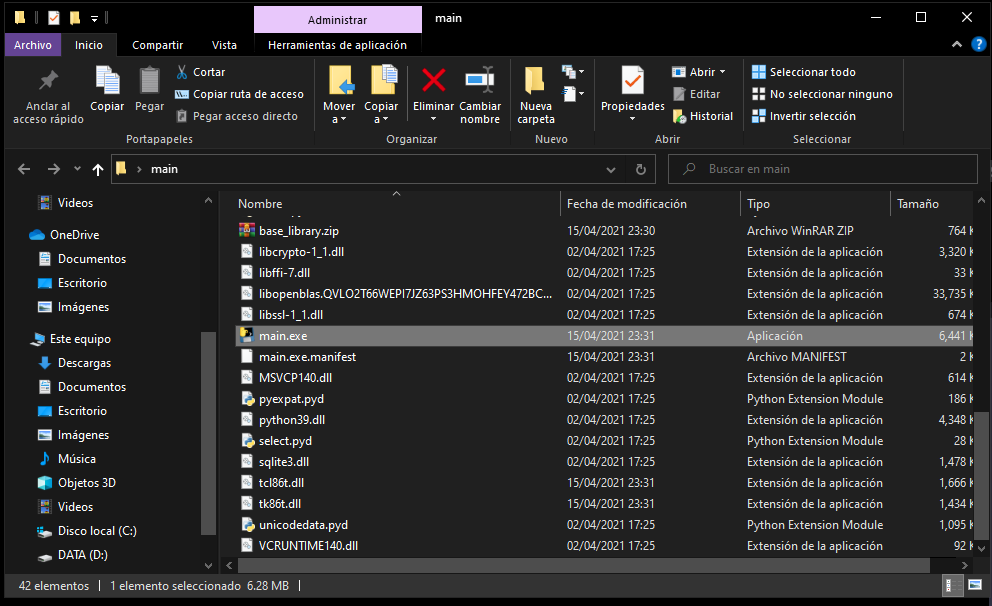 Administrar
main
Archivo
Inicio
Compartir
Vista
Herramientas de aplicación
Anclar al
acceso rápido
Copiar
Pegar
Cortar
Copiar ruta de acceso
Pegar acceso directo
Portapapeles
Mover
a
Copiar
a
Eliminar
Cambiar
nombre
Organizar
Nueva
carpeta
Nuevo
Propiedades
Abrir
Editar
Historial
Abrir
Seleccionar todo
No seleccionar ninguno
Invertir selección
Seleccionar
main
Buscar en main
Videos
OneDrive
Documentos
Escritorio
Imágenes
Este equipo
Descargas
Documentos
Escritorio
Imágenes
Música
Objetos 3D
Videos
Disco local (C:)
DATA (D:)
Nombre Fecha de modificación Tipo Tamaño
base_library.zip 15/04/2021 23:30 Archivo WinRAR ZIP 764 K
libcrypto-1_1.dll 02/04/2021 17:25 Extensión de la aplicación 3,320 K
libffi-7.dll 02/04/2021 17:25 Extensión de la aplicación 33 K
libopenblas.QVLO2T66WEPI7JZ63PS3HMOHFEY472BC... 02/04/2021 17:25 Extensión de la aplicación 33,735 K
libssl-1_1.dll 02/04/2021 17:25 Extensión de la aplicación 674 K
main.exe 15/04/2021 23:31 Aplicación 6,441 K
main.exe.manifest 15/04/2021 23:31 Archivo MANIFEST 2 K
MSVCP140.dll 02/04/2021 17:25 Extensión de la aplicación 614 K
pyexpat.pyd 02/04/2021 17:25 Python Extension Module 186 K
python39.dll 02/04/2021 17:25 Extensión de la aplicación 4,348 K
select.pyd 02/04/2021 17:25 Python Extension Module 28 K
sqlite3.dll 02/04/2021 17:25 Extensión de la aplicación 1,478 K
tcl86t.dll 02/04/2021 17:25 Extensión de la aplicación 1,666 K
tk86t.dll 02/04/2021 17:25 Extensión de la aplicación 1,434 K
unicodedata.pyd 02/04/2021 17:25 Python Extension Module 1,095 K
VCRUNTIME140.dll 02/04/2021 17:25 Extensión de la aplicación 92 K
42 elementos
1 elemento seleccionado 6.28 MB